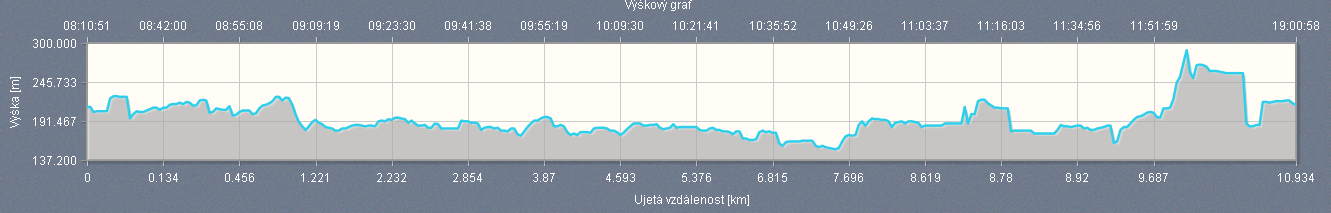 Výškový graf
08:10:51 08:42:00 08:55:08 09:09:19 09:23:30 09:41:38 09:55:19 10:09:30 10:21:41 10:35:52 10:49:26 11:03:37 11:16:03 11:34:56 11:51:59 19:00:58
300.000
245.733
191.467
137.200
Výška [m]
0 0.134 0.456 1.221 2.232 2.854 3.87 4.593 5.376 6.815 7.696 8.619 8.78 8.92 9.687 10.934
Ujetá vzdálenost [km]